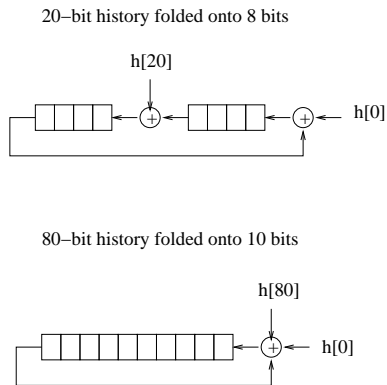 20−bit history folded onto 8 bits
h[20]
+
+
h[0]
80−bit history folded onto 10 bits
h[80]
+
h[0]